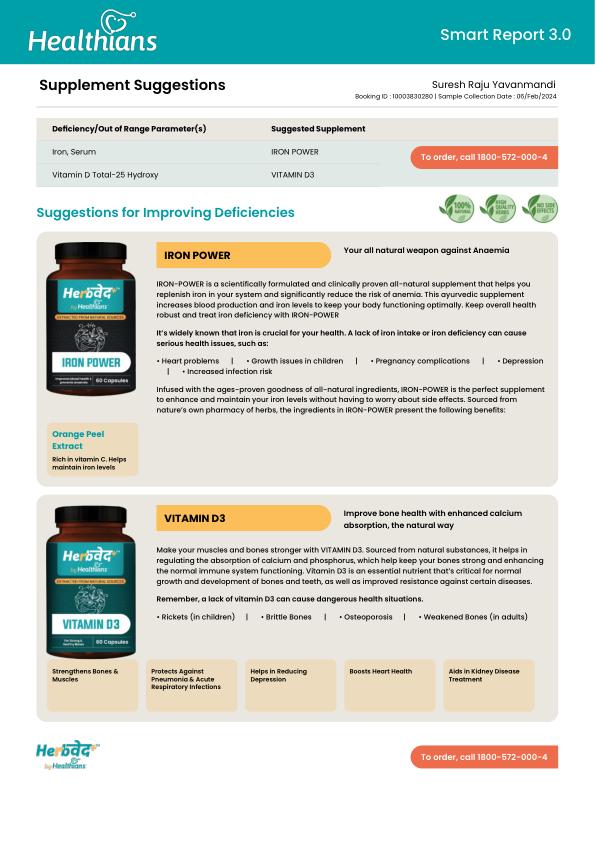 Healthians
Smart Report 3.0
Supplement Suggestions
Suresh Raju Yavanmandi
Booking ID : 10003830280 | Sample Collection Date : 06/Feb/2024
Deficiency/Out of Range Parameter(s) Suggested Supplement
Iron, Serum IRON POWER
To order, call 1800-572-000-4
Vitamin D Total-25 Hydroxy VITAMIN D3
Suggestions for Improving Deficiencies
100% NATURAL
HIGH QUALITY HERBS
NO SIDE EFFECTS
IRON POWER
Your all natural weapon against Anaemia
Herbवेद
by Healthians
EXTRACTED FROM NATURAL SOURCES
IRON POWER
60 Capsules
IRON-POWER is a scientifically formulated and clinically proven all-natural supplement that helps you
replenish iron in your system and significantly reduce the risk of anemia. This ayurvedic supplement
increases blood production and iron levels to keep your body functioning optimally. Keep overall health
robust and treat iron deficiency with IRON-POWER
It's widely known that iron is crucial for your health. A lack of iron intake or iron deficiency can cause
serious health issues, such as:
• Heart problems | • Growth issues in children | • Pregnancy complications | • Depression
| • Increased infection risk
Infused with the ages-proven goodness of all-natural ingredients, IRON-POWER is the perfect supplement
to enhance and maintain your iron levels without having to worry about side effects. Sourced from
nature's own pharmacy of herbs, the ingredients in IRON-POWER present the following benefits:
Orange Peel
Extract
Rich in vitamin C. Helps
maintain iron levels
VITAMIN D3
Improve bone health with enhanced calcium
absorption, the natural way
Herbवेद
by Healthians
EXTRACTED FROM NATURAL SOURCES
VITAMIN D3
60 Capsules
Make your muscles and bones stronger with VITAMIN D3. Sourced from natural substances, it helps in
regulating the absorption of calcium and phosphorus, which help keep your bones strong and enhancing
the normal immune system functioning. Vitamin D3 is an essential nutrient that's critical for normal
growth and development of bones and teeth, as well as improved resistance against certain diseases.
Remember, a lack of vitamin D3 can cause dangerous health situations.
• Rickets (in children) | • Brittle Bones | • Osteoporosis | • Weakened Bones (in adults)
Strengthens Bones &
Muscles
Protects Against
Pneumonia & Acute
Respiratory Infections
Helps in Reducing
Depression
Boosts Heart Health
Aids in Kidney Disease
Treatment
Herbवेद
by Healthians
To order, call 1800-572-000-4